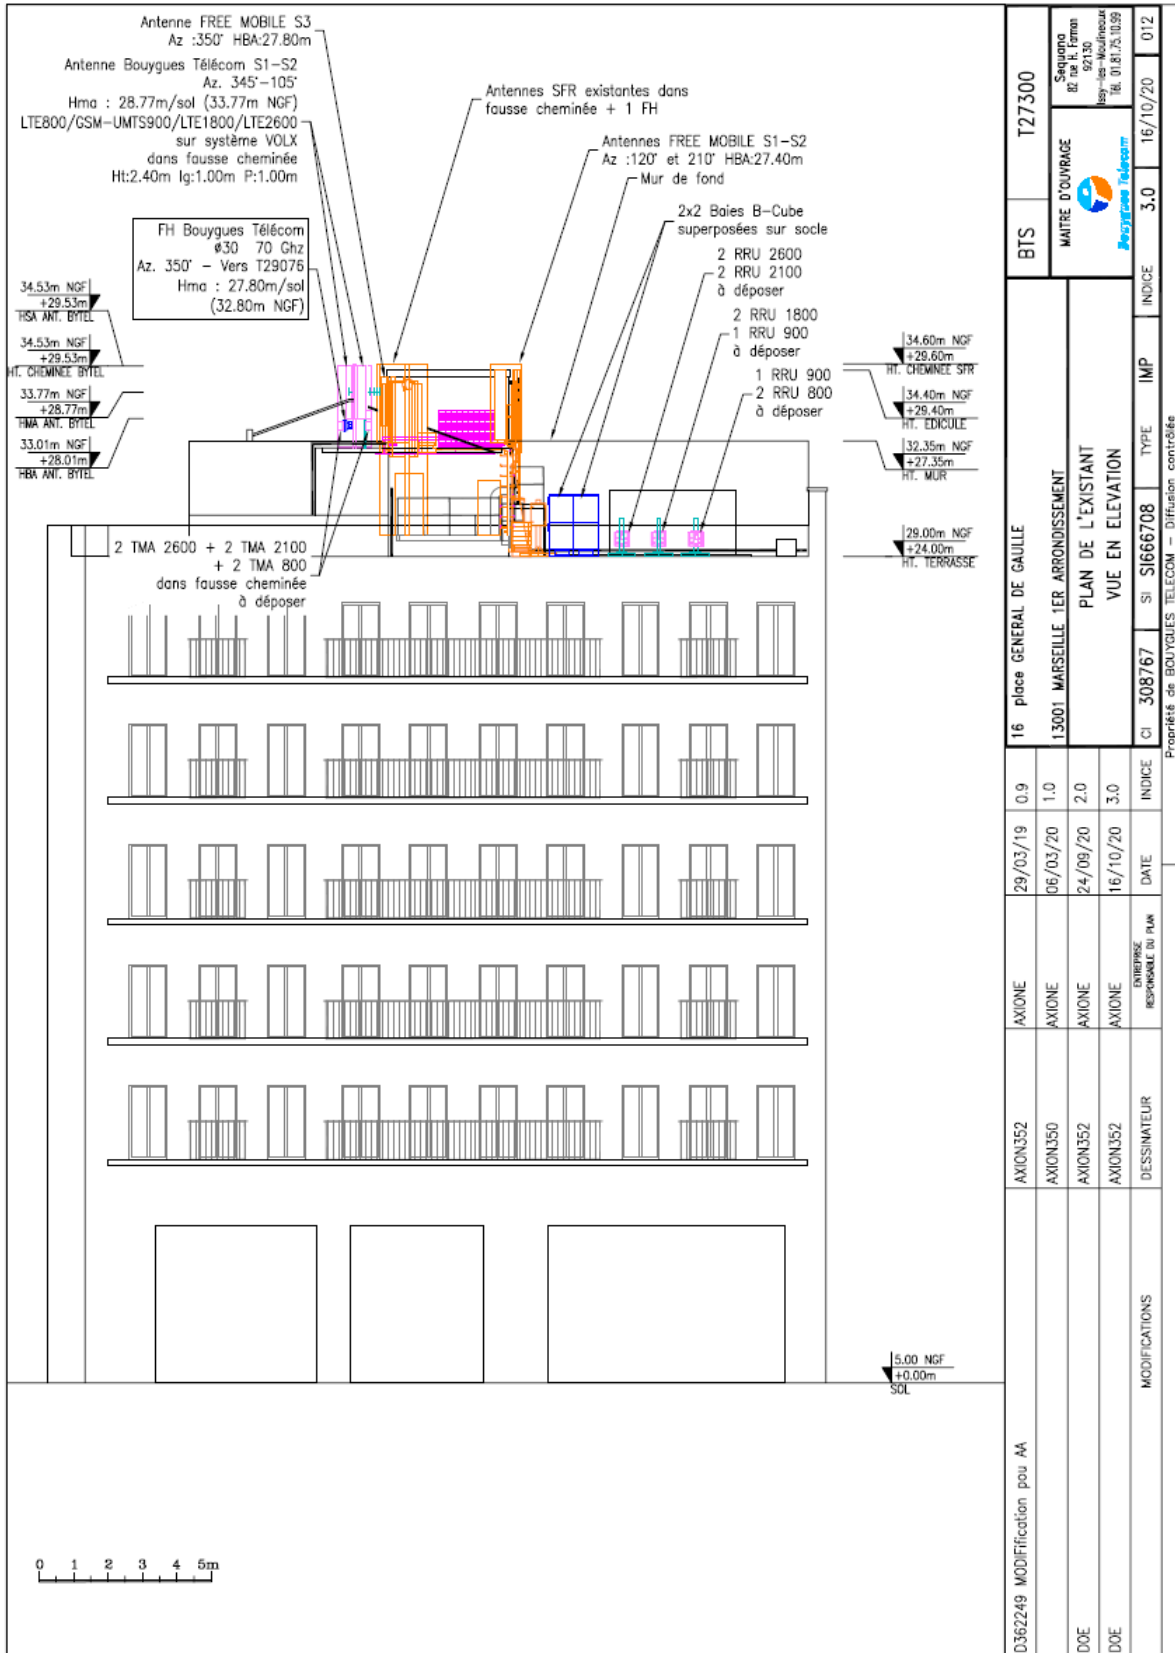 Antenne FREE MOBILE S3
Az :350° HBA:27.80m
Antenne Bouygues Télécom S1-S2
Az. 345°-105°
Hma : 28.77m/sol (33.77m NGF)
LTE800/GSM-UMTS900/LTE1800/LTE2600
sur système VOLX
dans fausse cheminée
Ht:2.40m lg:1.00m P:1.00m
Antennes SFR existantes dans
fausse cheminée + 1 FH
Antennes FREE MOBILE S1-S2
Az :120° et 210° HBA:27.40m
Mur de fond
2x2 Baies B-Cube
superposées sur socle
2 RRU 2600
2 RRU 2100
à déposer
2 RRU 1800
1 RRU 900
à déposer
1 RRU 900
2 RRU 800
à déposer
FH Bouygues Télécom
ø30 70 Ghz
Az. 350° - Vers T29076
Hma : 27.80m/sol
(32.80m NGF)
34.53m NGF
+29.53m
HSA ANT. BYTEL
34.53m NGF
+29.53m
HT. CHEMINEE BYTEL
33.77m NGF
+28.77m
HMA ANT. BYTEL
33.01m NGF
+28.01m
HBA ANT. BYTEL
34.60m NGF
+29.60m
HT. CHEMINEE SFR
34.40m NGF
+29.40m
HT. EDICULE
32.35m NGF
+27.35m
HT. MUR
29.00m NGF
+24.00m
HT. TERRASSE
2 TMA 2600 + 2 TMA 2100
+ 2 TMA 800
dans fausse cheminée
à déposer
5.00 NGF
+0.00m
SOL
0 1 2 3 4 5m
D362249 MODIFification pou AA
AXION352
AXIONE
29/03/19
0.9
AXION350
AXIONE
06/03/20
1.0
DOE
AXION352
AXIONE
24/09/20
2.0
DOE
AXION352
AXIONE
16/10/20
3.0
MODIFICATIONS
DESSINATEUR
ENTREPRISE
RESPONSABLE DU PLAN
DATE
INDICE
16 place GENERAL DE GAULLE
13001 MARSEILLE 1ER ARRONDISSEMENT
PLAN DE L'EXISTANT
VUE EN ELEVATION
BTS
T27300
MAITRE D'OUVRAGE
Bouygues Telecom
Sequana
82 rue H. Farman
92130
Issy-les-Moulineaux
Tél. 01.81.75.10.99
CI 308767
SI SI666708
TYPE IMP
INDICE 3.0
16/10/20
012
Propriété de BOUYGUES TELECOM - Diffusion contrôlée